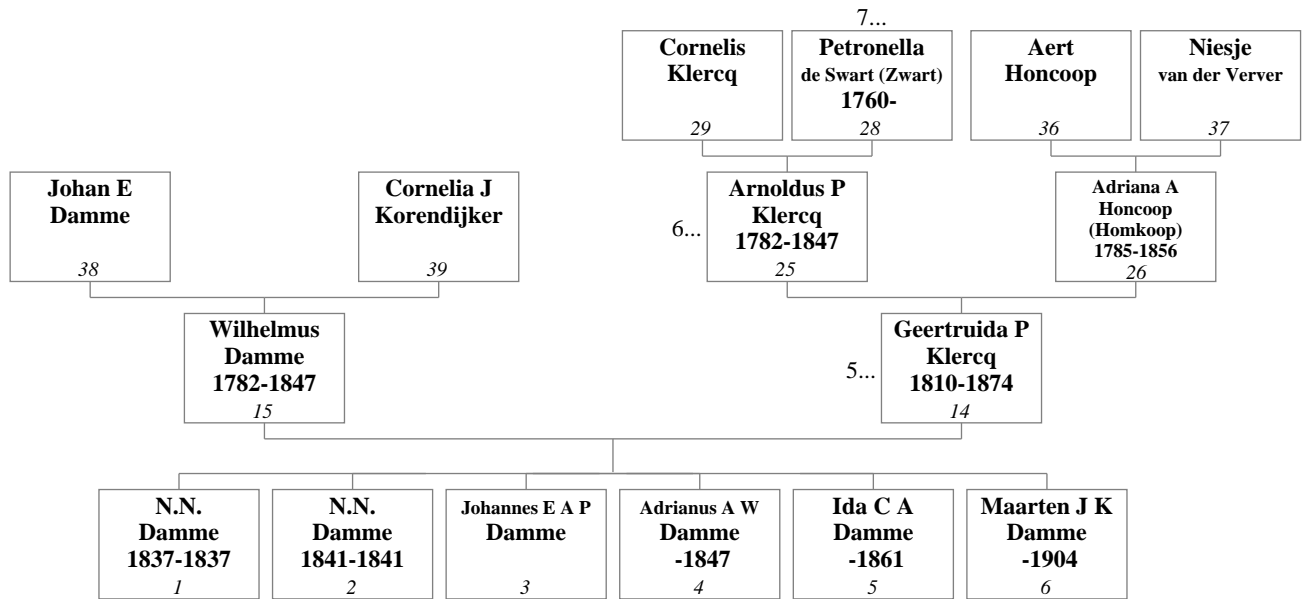 7...
Cornelis
Klercq
29
Petronella
de Swart (Zwart)
1760-
28
Aert
Honcoop
36
Niesje
van der Verver
37
Johan E
Damme
38
Cornelia J
Korendijker
39
6...
Arnoldus P
Klercq
1782-1847
25
Adriana A
Honcoop
(Homkoop)
1785-1856
26
Wilhelmus
Damme
1782-1847
15
5...
Geertruida P
Klercq
1810-1874
14
N.N.
Damme
1837-1837
1
N.N.
Damme
1841-1841
2
Johannes E A P
Damme
3
Adrianus A W
Damme
-1847
4
Ida C A
Damme
-1861
5
Maarten J K
Damme
-1904
6